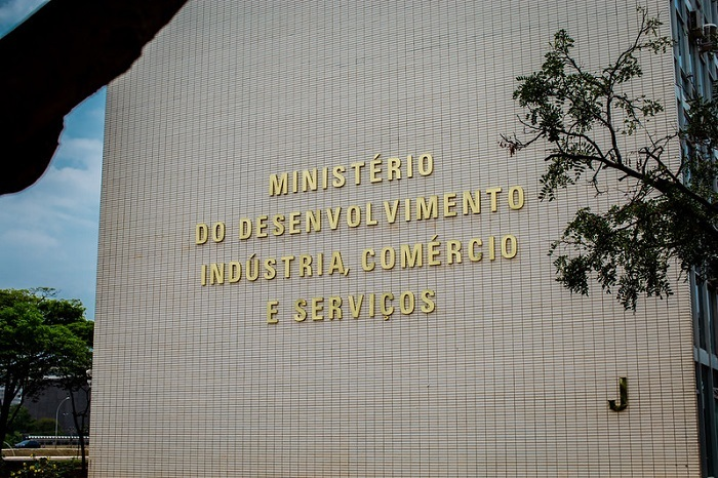 MINISTÉRIO
DO DESENVOLVIMENTO
INDÚSTRIA, COMÉRCIO
E SERVIÇOS
J